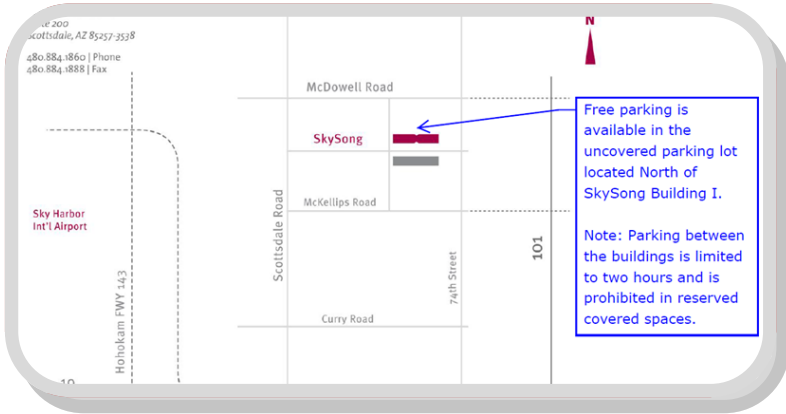 200
Scottsdale, AZ 85257-3538
480.884.1860 | Phone
480.884.1888 | Fax
N
McDowell Road
SkySong
McKellips Road
Scottsdale Road
74th Street
101
Curry Road
Sky Harbor
Int'l Airport
Hohokam FWY 143
10
Free parking is
available in the
uncovered parking lot
located North of
SkySong Building I.
Note: Parking between
the buildings is limited
to two hours and is
prohibited in reserved
covered spaces.